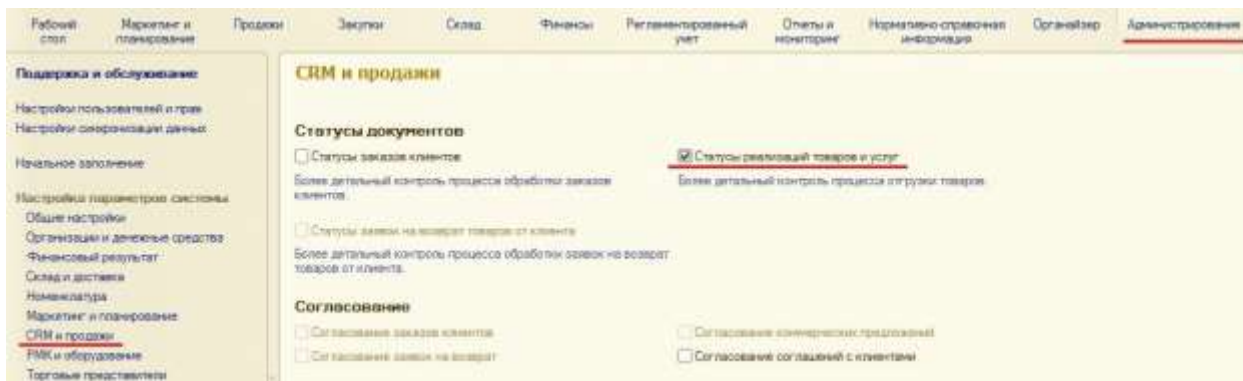 Рабочий стол
Маркетинг и планирование
Продажи
Закупки
Склад
Финансы
Регламентированный учет
Отчеты и мониторинг
Нормативно-справочная информация
Органайзер
Администрирование
Поддержка и обслуживание
Настройки пользователей и прав
Настройки синхронизации данных
Начальное заполнение
Настройка параметров системы
Общие настройки
Организации и денежные средства
Финансовый результат
Склад и доставка
Номенклатура
Маркетинг и планирование
CRM и продажи
РМК и оборудование
Торговые представители
CRM и продажи
Статусы документов
Статусы заказов клиентов
Статусы реализаций товаров и услуг
Более детальный контроль процесса обработки заказов
клиентов.
Более детальный контроль процесса отгрузки товаров.
Статусы заявок на возврат товаров от клиента
Более детальный контроль процесса обработки заявок на возврат
товаров от клиента.
Согласование
Согласование заказов клиентов
Согласование коммерческих предложений
Согласование заявок на возврат
Согласование соглашений с клиентами